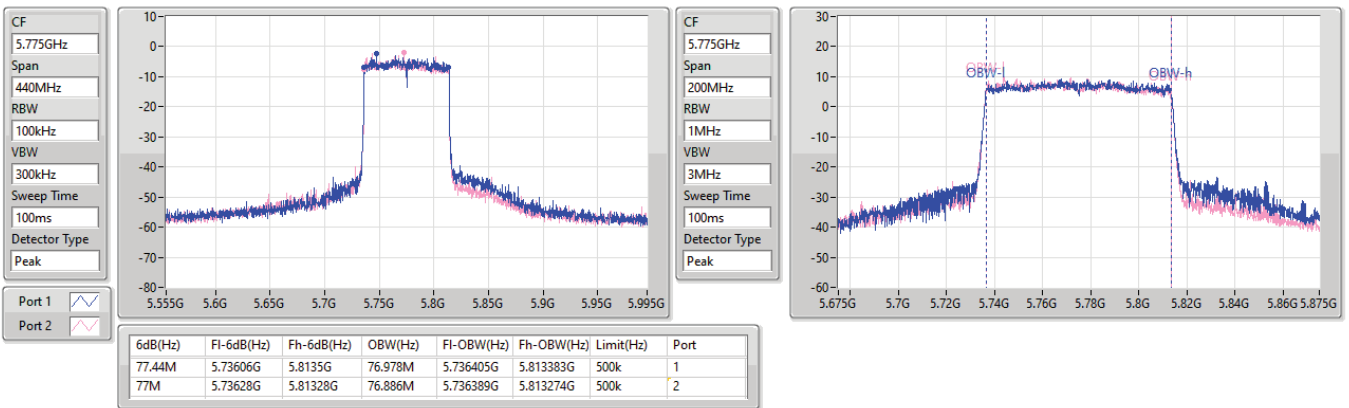 CF
5.775GHz
Span
440MHz
RBW
100kHz
VBW
300kHz
Sweep Time
100ms
Detector Type
Peak
Port 1
Port 2
10-
0-
-10-
-20-
-30-
-40-
-50-
-60-
-70-
-80-
5.555G 5.6G 5.65G 5.7G 5.75G 5.8G 5.85G 5.9G 5.95G 5.995G
CF
5.775GHz
Span
200MHz
RBW
1MHz
VBW
3MHz
Sweep Time
100ms
Detector Type
Peak
30-
20-
10-
0-
-10-
-20-
-30-
-40-
-50-
-60-
OBW-l OBW-h
5.675G 5.7G 5.72G 5.74G 5.76G 5.78G 5.8G 5.82G 5.84G 5.86G 5.875G
6dB(Hz) Fl-6dB(Hz) Fh-6dB(Hz) OBW(Hz) Fl-OBW(Hz) Fh-OBW(Hz) Limit(Hz) Port
77.44M 5.73606G 5.8135G 76.978M 5.736405G 5.813383G 500k 1
77M 5.73628G 5.81328G 76.886M 5.736389G 5.813274G 500k 2